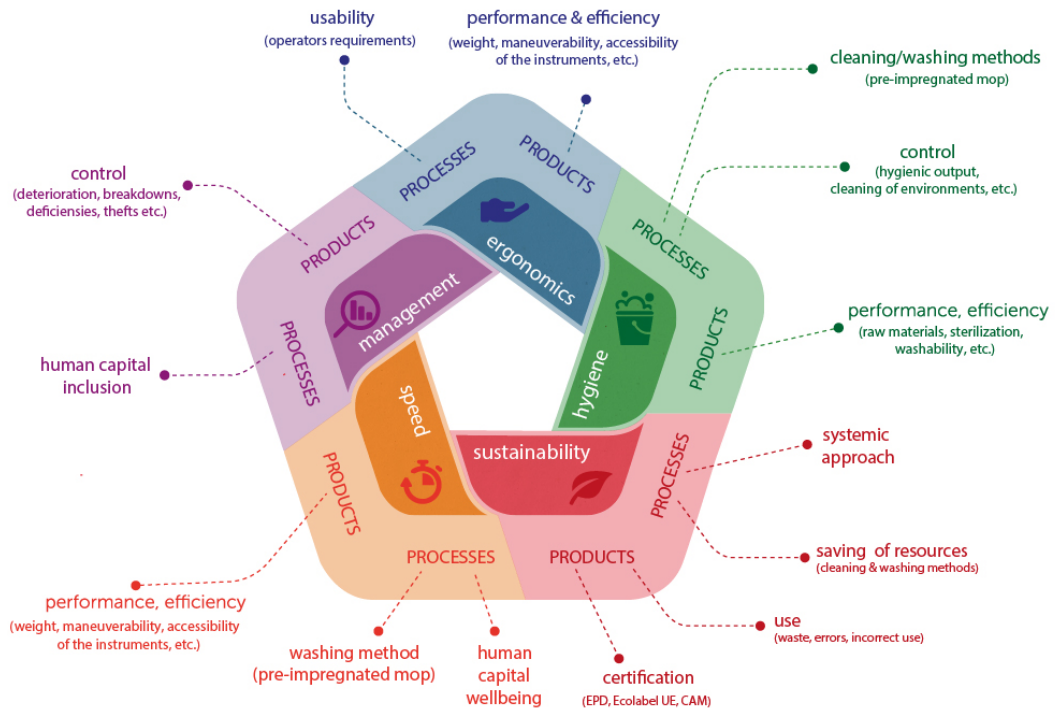 usability
(operators requirements)
performance & efficiency
(weight, maneuverability, accessibility
of the instruments, etc.)
cleaning/washing methods
(pre-impregnated mop)
control
(hygienic output,
cleaning of environments, etc.)
performance, efficiency
(raw materials, sterilization,
washability, etc.)
systemic
approach
saving of resources
(cleaning & washing methods)
use
(waste, errors, incorrect use)
certification
(EPD, Ecolabel UE, CAM)
human
capital
wellbeing
washing method
(pre-impregnated mop)
performance, efficiency
(weight, maneuverability, accessibility
of the instruments, etc.)
human capital
inclusion
control
(deterioration, breakdowns,
deficiensies, thefts etc.)
PROCESSES
PRODUCTS
ergonomics
PROCESSES
PRODUCTS
hygiene
PROCESSES
PRODUCTS
sustainability
PROCESSES
PRODUCTS
speed
PROCESSES
PRODUCTS
management